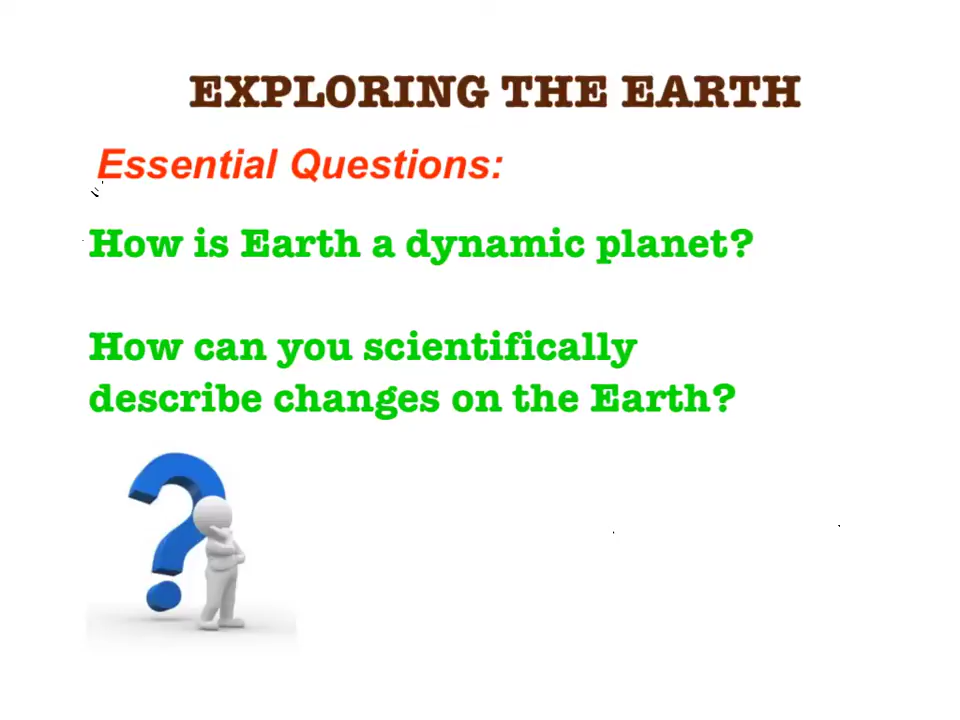 EXPLORING THE EARTH
Essential Questions:
How is Earth a dynamic planet?
How can you scientifically
describe changes on the Earth?